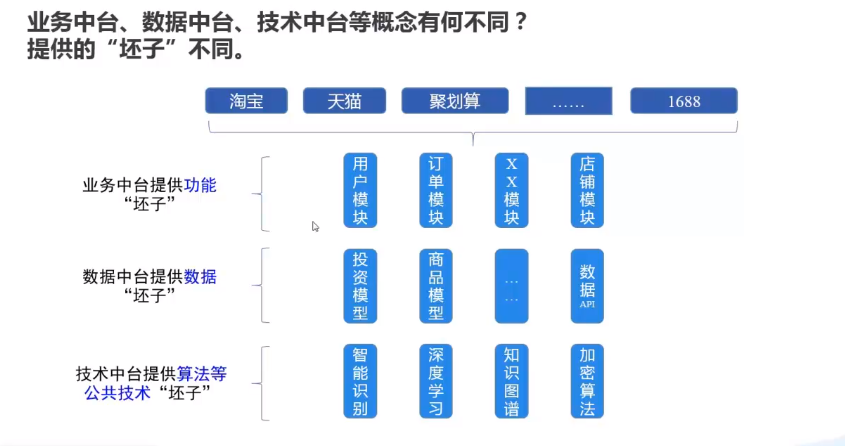 业务中台、数据中台、技术中台等概念有何不同？
提供的“坯子”不同。
淘宝 天猫 聚划算 …… 1688
业务中台提供功能
“坯子”
用户模块 订单模块 XX模块 店铺模块
数据中台提供数据
“坯子”
投资模型 商品模型 …… 数据API
技术中台提供算法等
公共技术“坯子”
智能识别 深度学习 知识图谱 加密算法